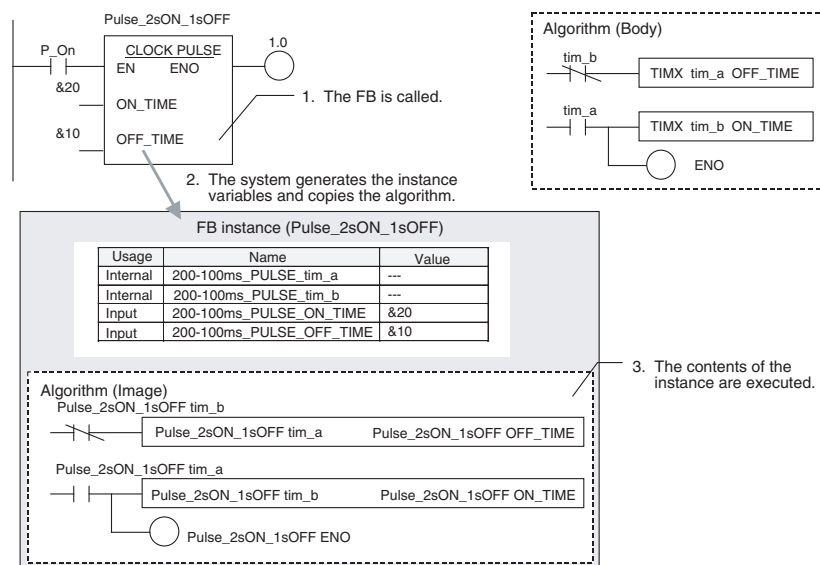 Pulse_2sON_1sOFF
P_On
CLOCK PULSE
EN ENO
1.0
&20
ON_TIME
&10
OFF_TIME
1. The FB is called.
Algorithm (Body)
tim_b
TIMX tim_a OFF_TIME
tim_a
TIMX tim_b ON_TIME
ENO
2. The system generates the instance
variables and copies the algorithm.
FB instance (Pulse_2sON_1sOFF)
Usage Name Value
Internal 200-100ms_PULSE_tim_a ---
Internal 200-100ms_PULSE_tim_b ---
Input 200-100ms_PULSE_ON_TIME &20
Input 200-100ms_PULSE_OFF_TIME &10
3. The contents of the
instance are executed.
Algorithm (Image)
Pulse_2sON_1sOFF tim_b
Pulse_2sON_1sOFF tim_a Pulse_2sON_1sOFF OFF_TIME
Pulse_2sON_1sOFF tim_a
Pulse_2sON_1sOFF tim_b Pulse_2sON_1sOFF ON_TIME
Pulse_2sON_1sOFF ENO